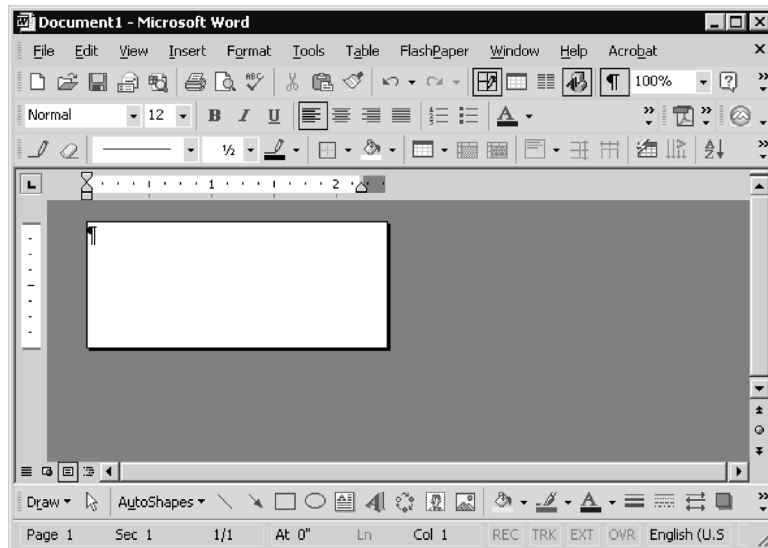 Document1 - Microsoft Word
File Edit View Insert Format Tools Table FlashPaper Window Help Acrobat
100%
Normal 12 B I U A
½
1 2
¶
Draw AutoShapes A
Page 1 Sec 1 1/1 At 0" Ln Col 1 REC TRK EXT OVR English (U.S